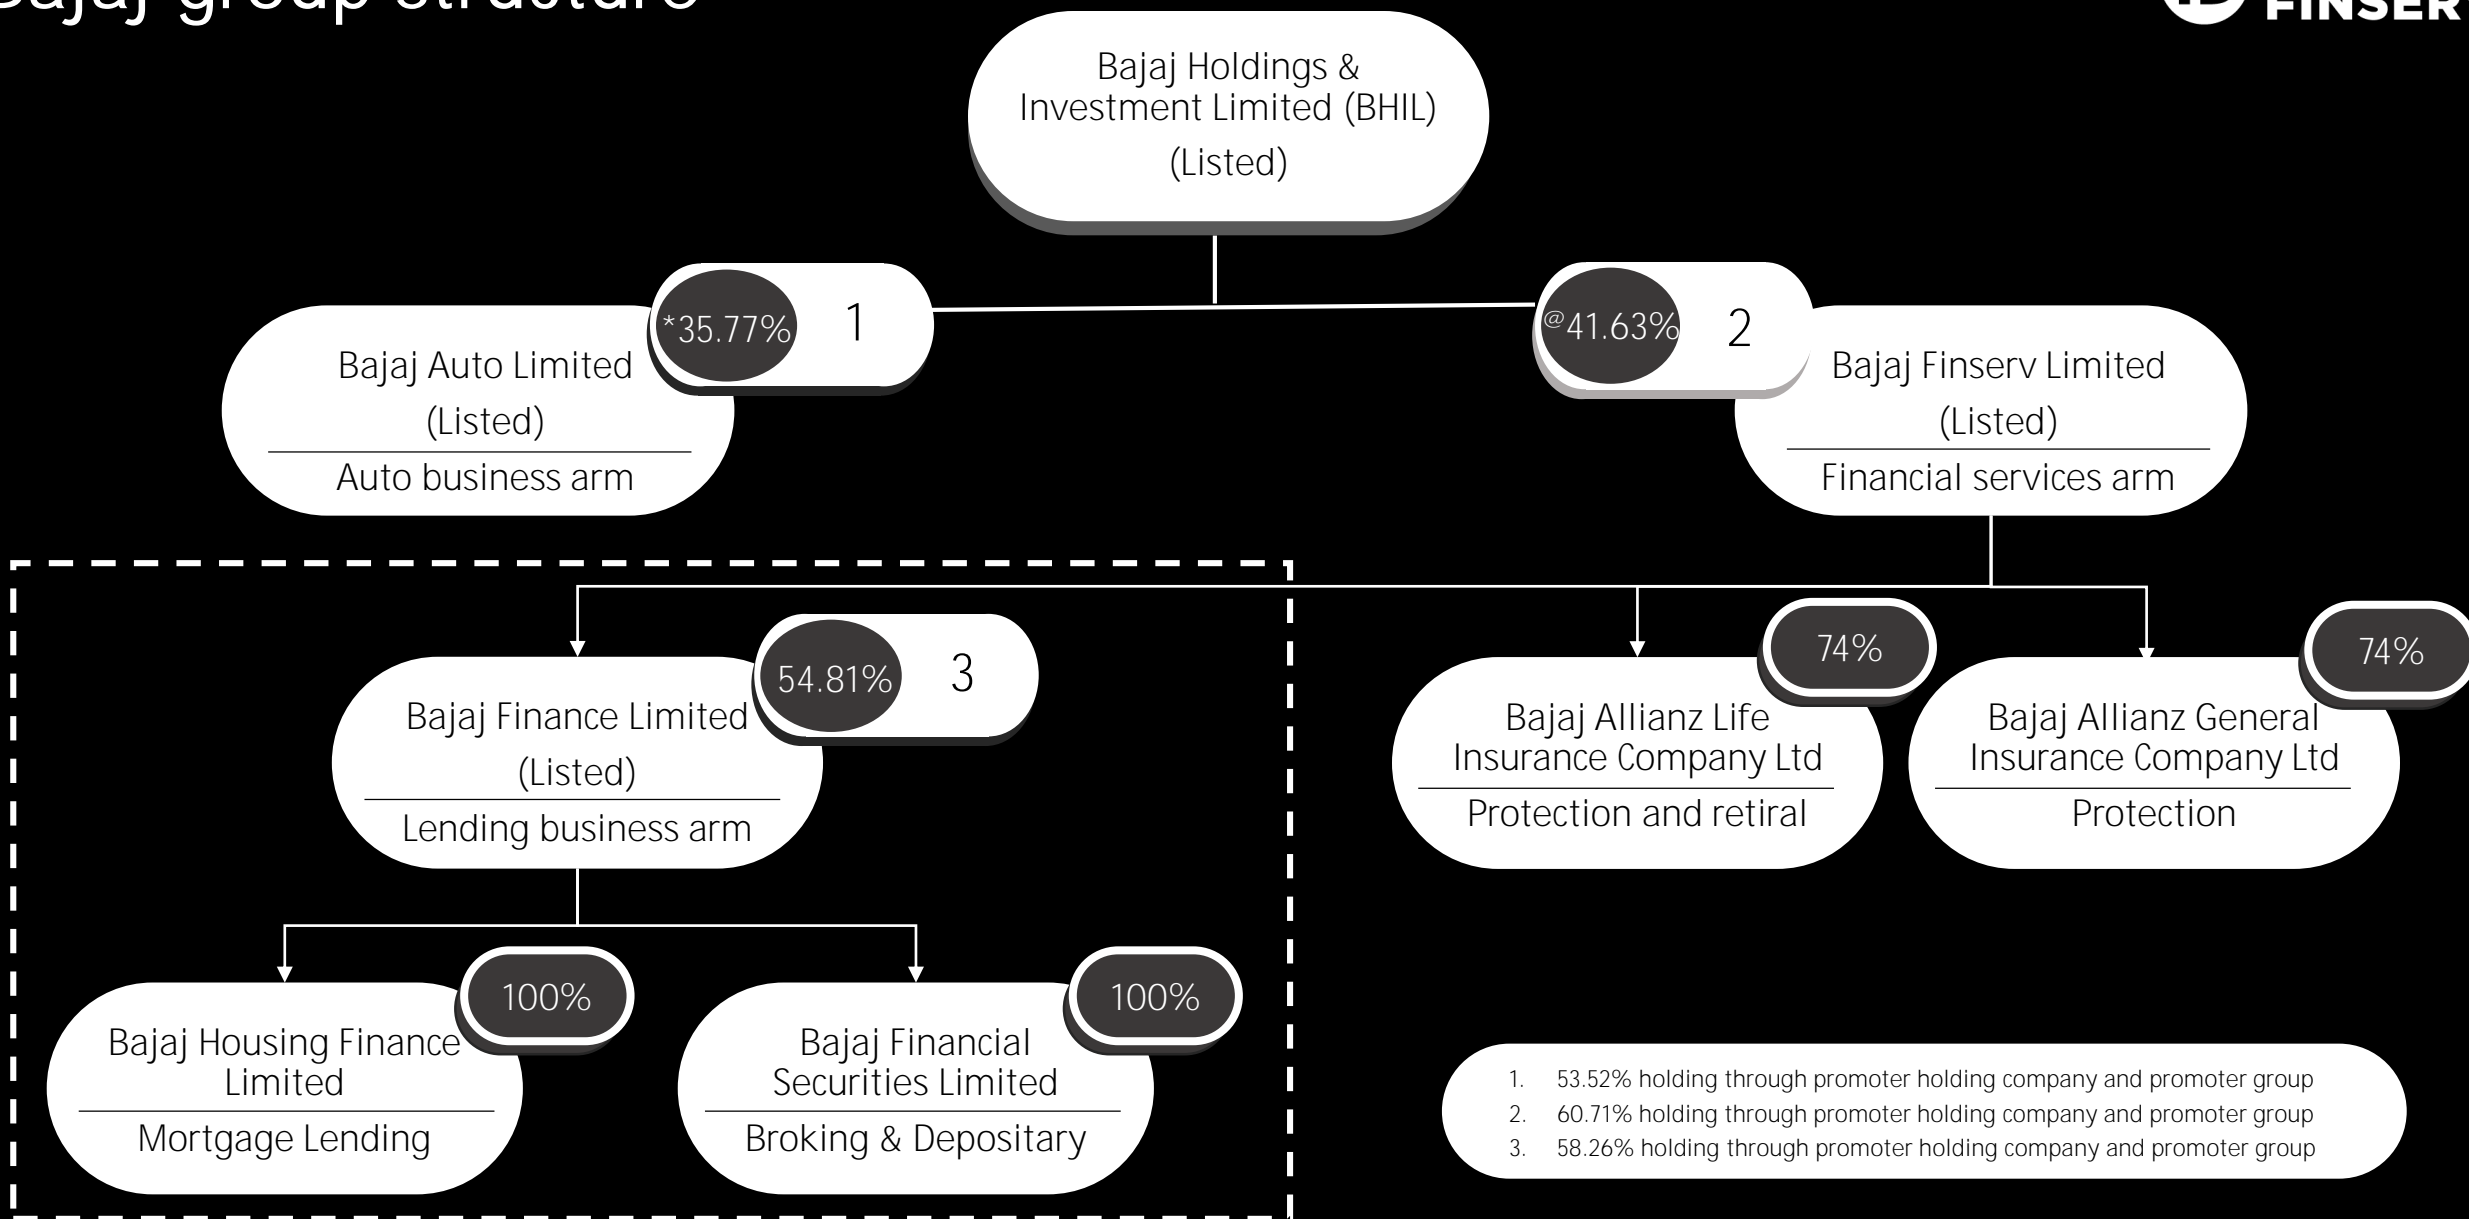 Bajaj group structure
FINSER
Bajaj Holdings &
Investment Limited (BHIL)
(Listed)
*35.77% 1
Bajaj Auto Limited
(Listed)
Auto business arm
@41.63% 2
Bajaj Finserv Limited
(Listed)
Financial services arm
54.81% 3
Bajaj Finance Limited
(Listed)
Lending business arm
74%
Bajaj Allianz Life
Insurance Company Ltd
Protection and retiral
74%
Bajaj Allianz General
Insurance Company Ltd
Protection
100%
Bajaj Housing Finance
Limited
Mortgage Lending
100%
Bajaj Financial
Securities Limited
Broking & Depositary
1. 53.52% holding through promoter holding company and promoter group
2. 60.71% holding through promoter holding company and promoter group
3. 58.26% holding through promoter holding company and promoter group